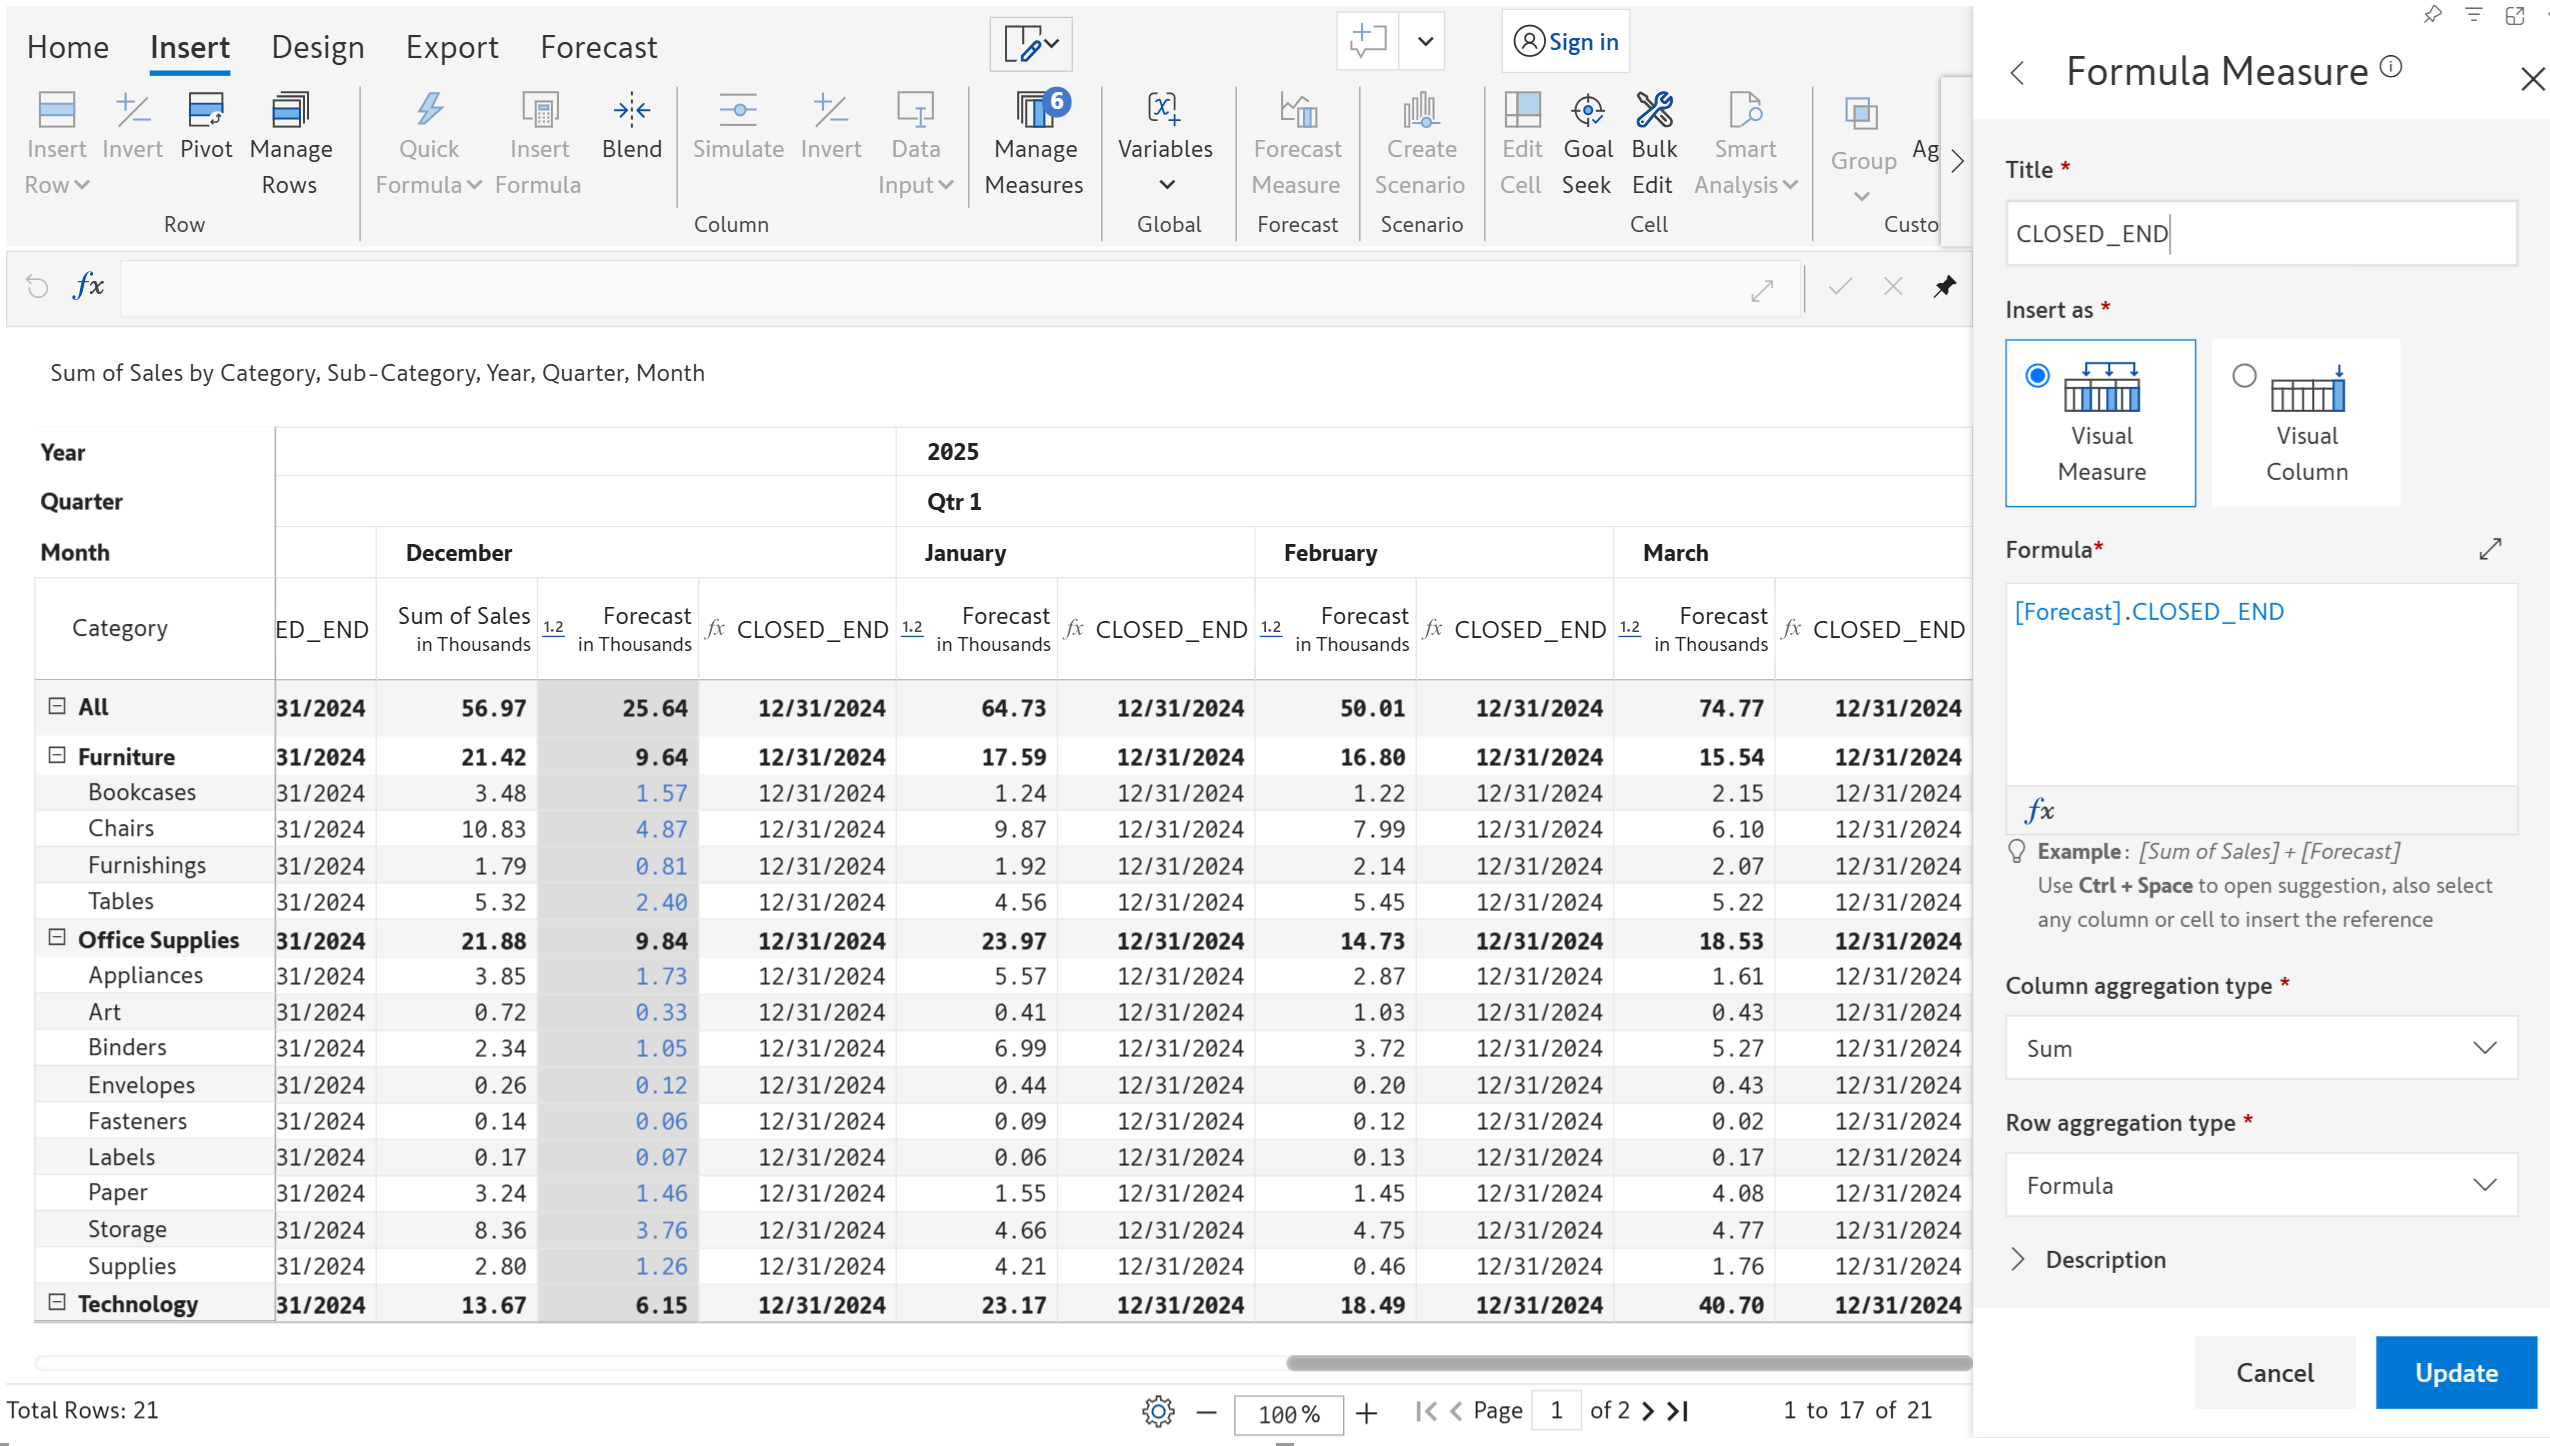 Home Insert Design Export Forecast Sign in
Insert Row Invert Pivot Manage Rows Quick Formula Insert Formula Blend Simulate Invert Data Input Manage Measures 6 Variables Forecast Measure Create Scenario Edit Cell Goal Seek Bulk Edit Smart Analysis Group Ag
Row Column Global Forecast Scenario Cell Custo
fx
Sum of Sales by Category, Sub-Category, Year, Quarter, Month
Year 2025
Quarter Qtr 1
Month December January February March
Category ED_END Sum of Sales in Thousands 1.2 Forecast in Thousands fx CLOSED_END 1.2 Forecast in Thousands fx CLOSED_END 1.2 Forecast in Thousands fx CLOSED_END 1.2 Forecast in Thousands fx CLOSED_END
All 31/2024 56.97 25.64 12/31/2024 64.73 12/31/2024 50.01 12/31/2024 74.77 12/31/2024
Furniture 31/2024 21.42 9.64 12/31/2024 17.59 12/31/2024 16.80 12/31/2024 15.54 12/31/2024
Bookcases 31/2024 3.48 1.57 12/31/2024 1.24 12/31/2024 1.22 12/31/2024 2.15 12/31/2024
Chairs 31/2024 10.83 4.87 12/31/2024 9.87 12/31/2024 7.99 12/31/2024 6.10 12/31/2024
Furnishings 31/2024 1.79 0.81 12/31/2024 1.92 12/31/2024 2.14 12/31/2024 2.07 12/31/2024
Tables 31/2024 5.32 2.40 12/31/2024 4.56 12/31/2024 5.45 12/31/2024 5.22 12/31/2024
Office Supplies 31/2024 21.88 9.84 12/31/2024 23.97 12/31/2024 14.73 12/31/2024 18.53 12/31/2024
Appliances 31/2024 3.85 1.73 12/31/2024 5.57 12/31/2024 2.87 12/31/2024 1.61 12/31/2024
Art 31/2024 0.72 0.33 12/31/2024 0.41 12/31/2024 1.03 12/31/2024 0.43 12/31/2024
Binders 31/2024 2.34 1.05 12/31/2024 6.99 12/31/2024 3.72 12/31/2024 5.27 12/31/2024
Envelopes 31/2024 0.26 0.12 12/31/2024 0.44 12/31/2024 0.20 12/31/2024 0.43 12/31/2024
Fasteners 31/2024 0.14 0.06 12/31/2024 0.09 12/31/2024 0.12 12/31/2024 0.02 12/31/2024
Labels 31/2024 0.17 0.07 12/31/2024 0.06 12/31/2024 0.13 12/31/2024 0.17 12/31/2024
Paper 31/2024 3.24 1.46 12/31/2024 1.55 12/31/2024 1.45 12/31/2024 4.08 12/31/2024
Storage 31/2024 8.36 3.76 12/31/2024 4.66 12/31/2024 4.75 12/31/2024 4.77 12/31/2024
Supplies 31/2024 2.80 1.26 12/31/2024 4.21 12/31/2024 0.46 12/31/2024 1.76 12/31/2024
Technology 31/2024 13.67 6.15 12/31/2024 23.17 12/31/2024 18.49 12/31/2024 40.70 12/31/2024
Total Rows: 21 100 % Page 1 of 2 1 to 17 of 21
Formula Measure
Title *
CLOSED_END
Insert as *
Visual Measure Visual Column
Formula*
[Forecast].CLOSED_END
fx
Example: [Sum of Sales] + [Forecast]
Use Ctrl + Space to open suggestion, also select
any column or cell to insert the reference
Column aggregation type *
Sum
Row aggregation type *
Formula
Description
Cancel Update